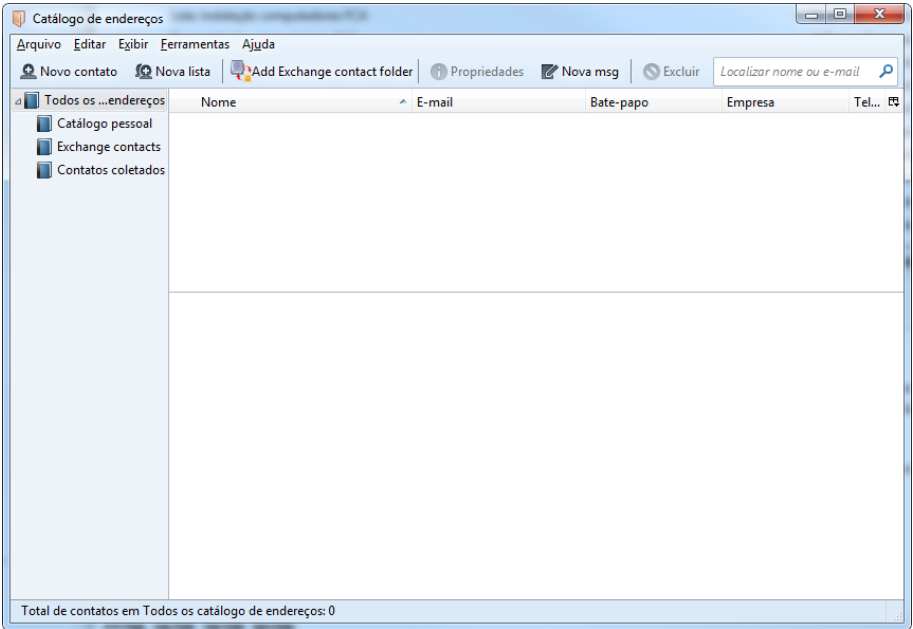 Catálogo de endereços
Arquivo Editar Exibir Ferramentas Ajuda
Novo contato Nova lista Add Exchange contact folder Propriedades Nova msg Excluir Localizar nome ou e-mail
Todos os ...endereços Nome E-mail Bate-papo Empresa Tel...
Catálogo pessoal
Exchange contacts
Contatos coletados
Total de contatos em Todos os catálogo de endereços: 0